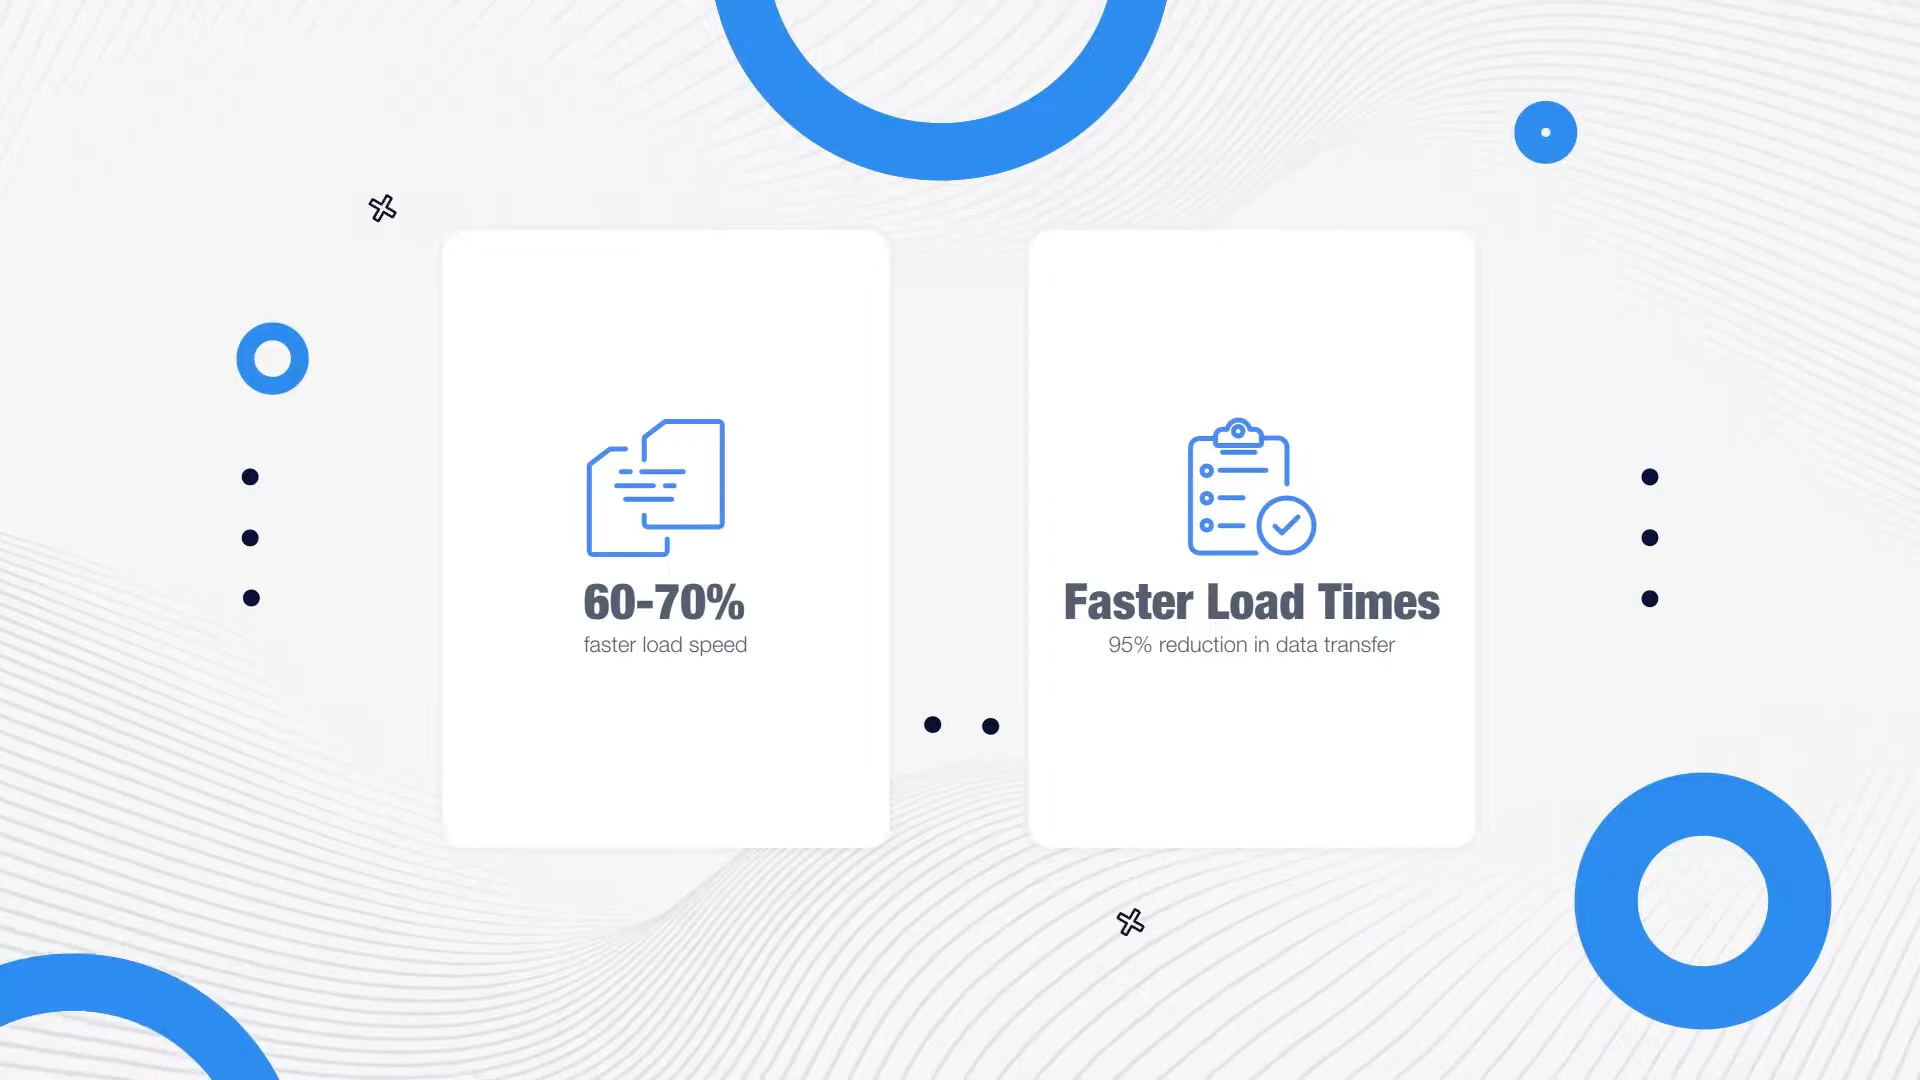 60-70%
faster load speed
Faster Load Times
95% reduction in data transfer